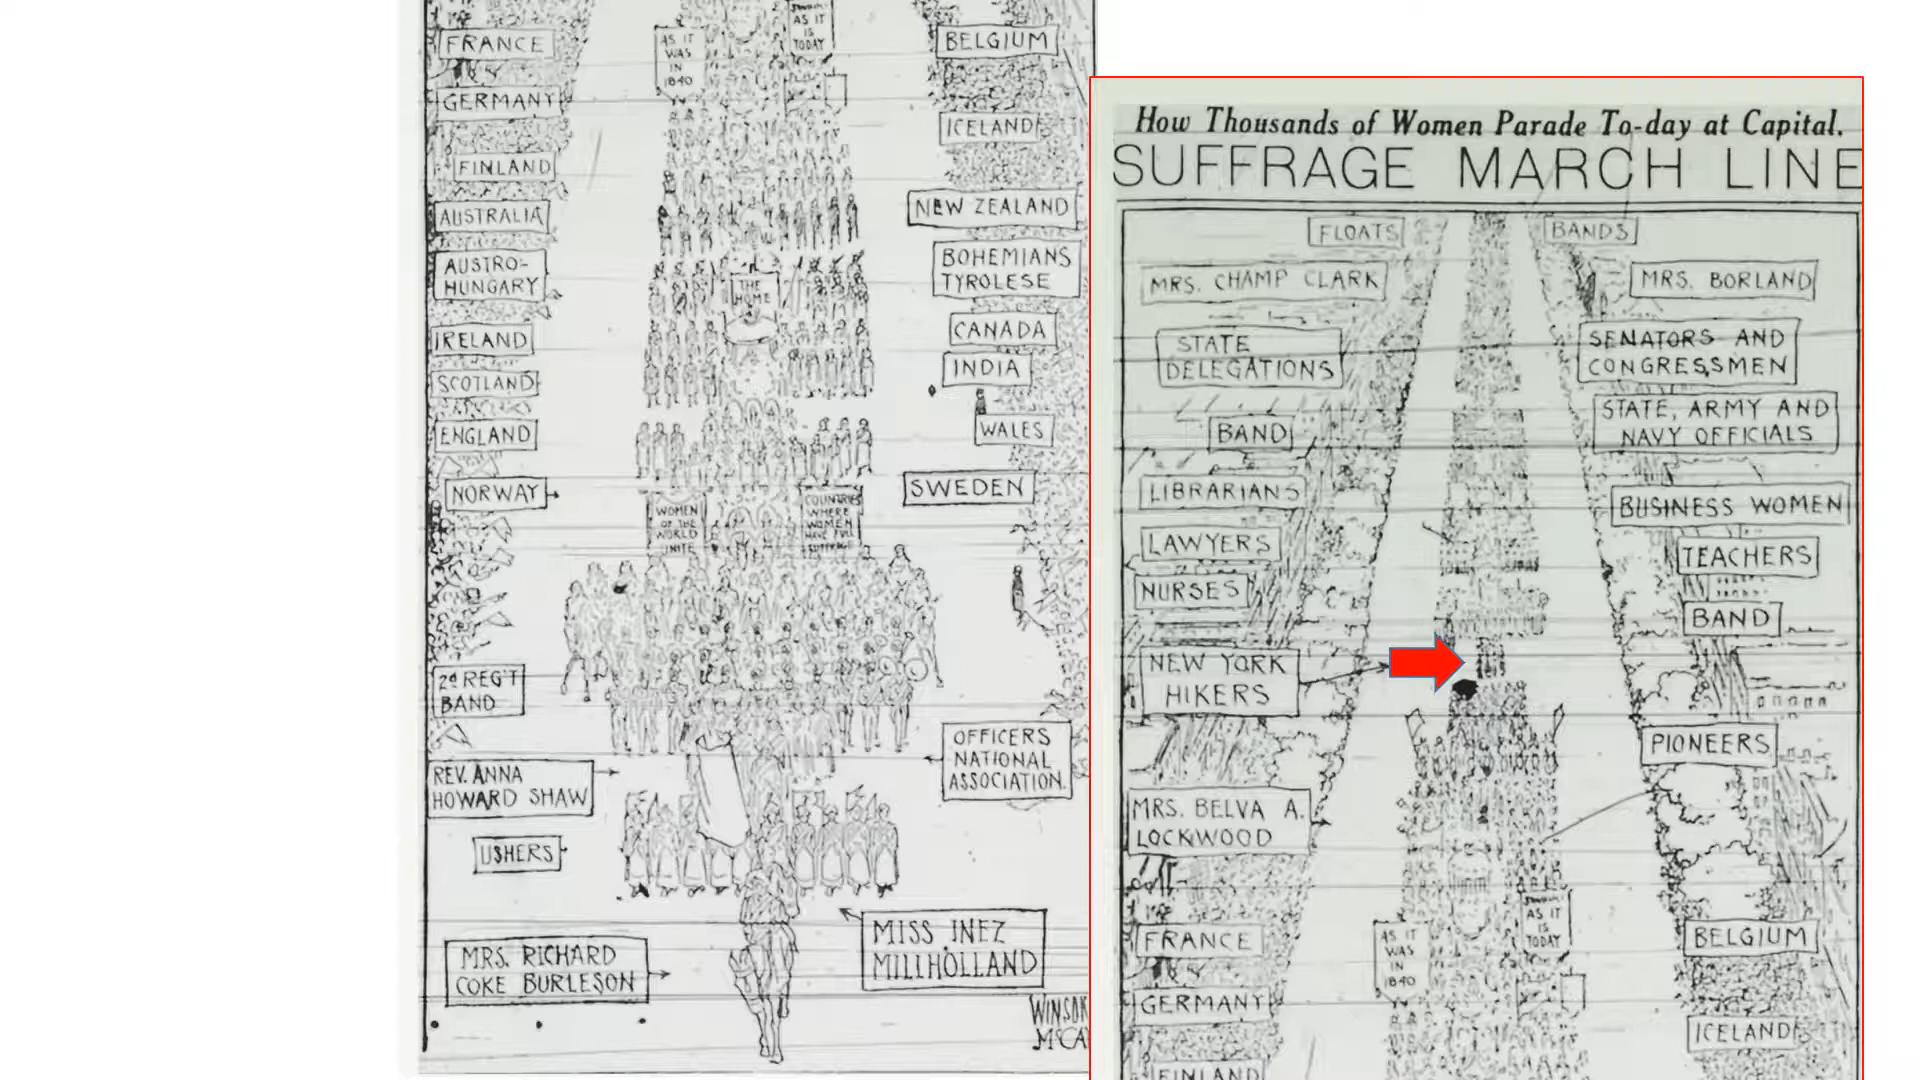 FRANCE
AS IT
WAS
IN
1840
AS IT
IS
TODAY
BELGIUM
GERMANY
ICELAND
FINLAND
AUSTRALIA
NEW ZEALAND
AUSTRO-
HUNGARY
THE
HOME
BOHEMIANS
TYROLESE
IRELAND
CANADA
SCOTLAND
INDIA
ENGLAND
WALES
NORWAY
WOMEN
OF THE
WORLD
UNITE
COUNTRIES
WHERE
WOMEN
HAVE FULL
SUFFRAGE
SWEDEN
2d REG'T
BAND
OFFICERS
NATIONAL
ASSOCIATION.
REV. ANNA
HOWARD SHAW
USHERS
MRS. RICHARD
COKE BURLESON
MISS INEZ
MILLHOLLAND
WINSOR
McCA
How Thousands of Women Parade To-day at Capital.
SUFFRAGE MARCH LINE
FLOATS
BANDS
MRS. CHAMP CLARK
MRS. BORLAND
STATE
DELEGATIONS
SENATORS AND
CONGRESSMEN
BAND
STATE, ARMY AND
NAVY OFFICIALS
LIBRARIANS
BUSINESS WOMEN
LAWYERS
TEACHERS
NURSES
BAND
NEW YORK
HIKERS
PIONEERS
MRS. BELVA A.
LOCKWOOD
FRANCE
AS IT
WAS
IN
1840
AS IT
IS
TODAY
BELGIUM
GERMANY
ICELAND
FINLAND